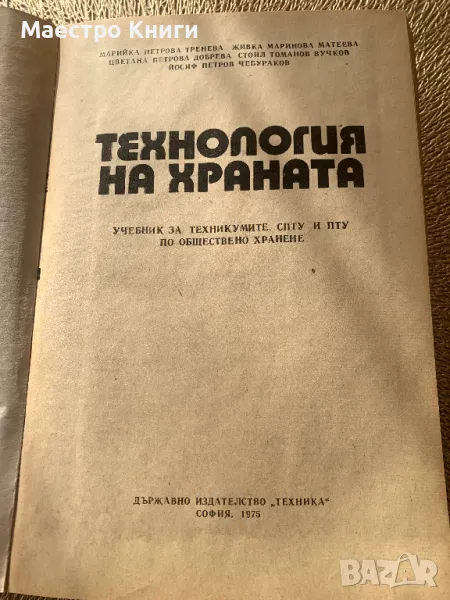 Маестро Книги
МАРИЙКА ПЕТРОВА ТРЕНЕВА ЖИВКА МАРИНОВА МАТЕЕВА
ЦВЕТАНА ПЕТРОВА ДОБРЕВА СТОИЛ ТОМАНОВ ВУЧКОВ
ЙОСИФ ПЕТРОВ ЧЕБУРАКОВ
ТЕХНОЛОГИЯ
НА ХРАНАТА
УЧЕБНИК ЗА ТЕХНИКУМИТЕ, СПТУ И ПТУ
ПО ОБЩЕСТВЕНО ХРАНЕНЕ
ДЪРЖАВНО ИЗДАТЕЛСТВО „ТЕХНИКА“
СОФИЯ, 1975
BAZAR